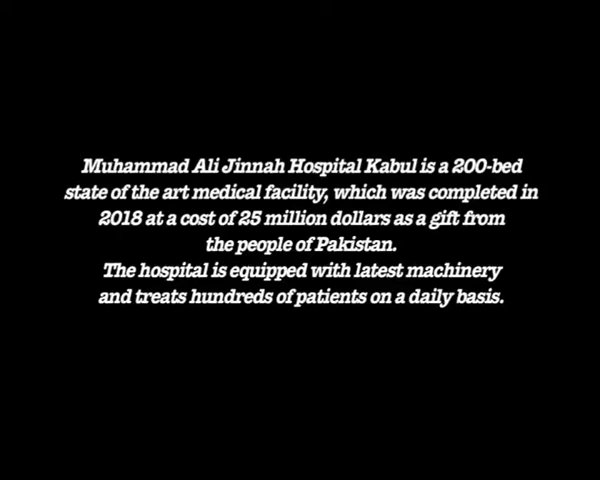 Muhammad Ali Jinnah Hospital Kabul is a 200-bed
state of the art medical facility, which was completed in
2018 at a cost of 25 million dollars as a gift from
the people of Pakistan.
The hospital is equipped with latest machinery
and treats hundreds of patients on a daily basis.